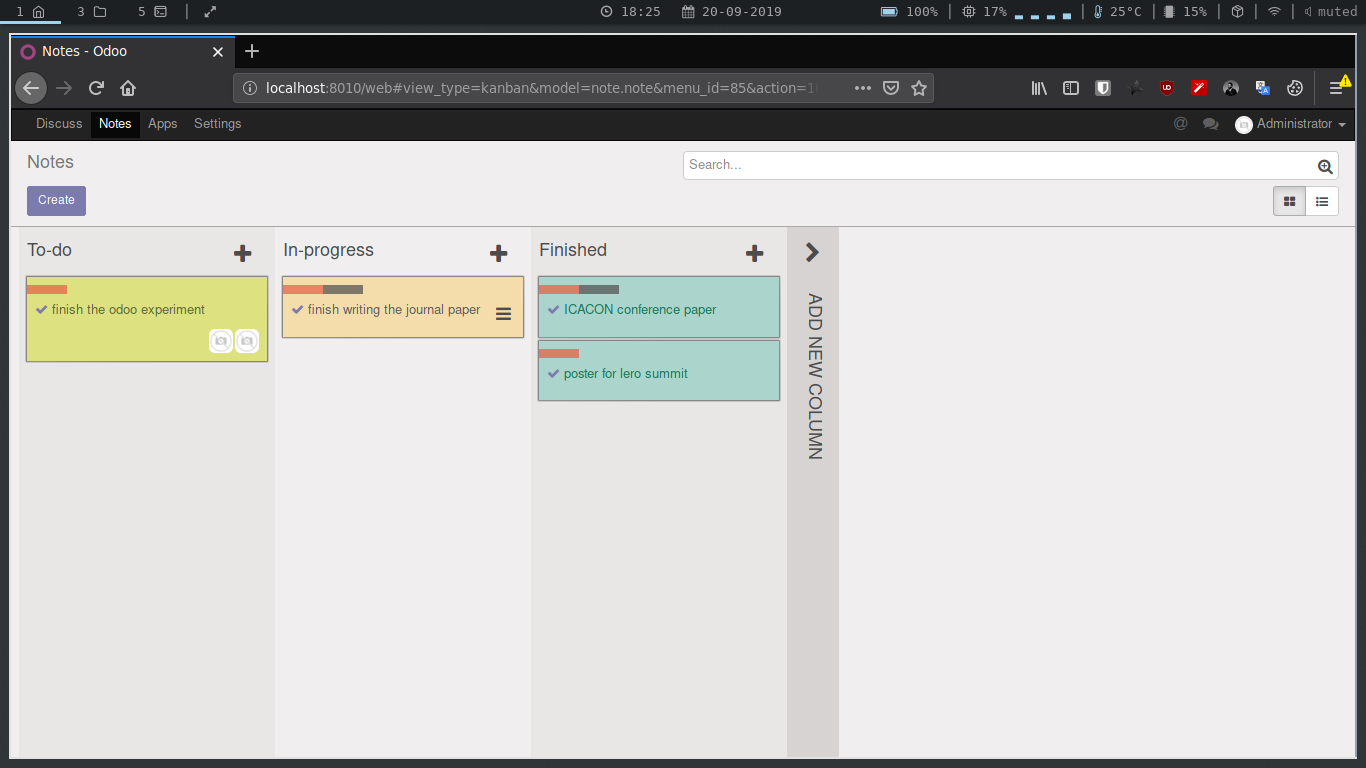 1 3 5 18:25 20-09-2019 100% 17% 25°C 15% muted
Notes - Odoo
localhost:8010/web#view_type=kanban&model=note.note&menu_id=85&action=1
Discuss Notes Apps Settings @ Administrator
Notes Search...
Create
To-do In-progress Finished
finish the odoo experiment finish writing the journal paper ICACON conference paper
poster for lero summit
ADD NEW COLUMN